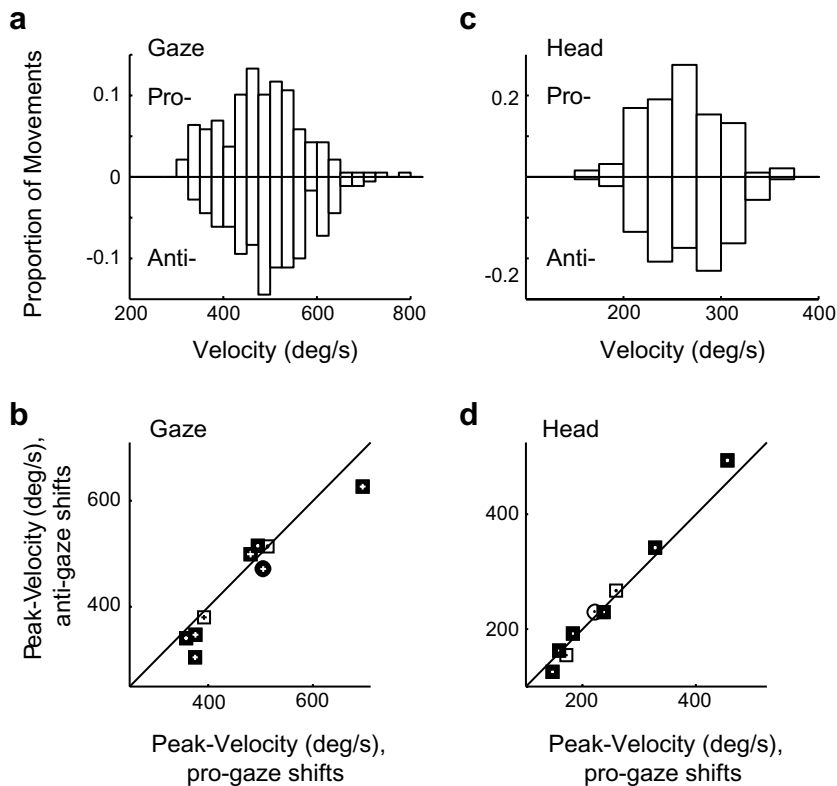 a
Gaze
Pro-
Anti-
Proportion of Movements
0.1
0
-0.1
200 400 600 800
Velocity (deg/s)
c
Head
Pro-
Anti-
0.2
0
-0.2
200 300 400
Velocity (deg/s)
b
Gaze
Peak-Velocity (deg/s),
anti-gaze shifts
600
400
400 600
Peak-Velocity (deg/s),
pro-gaze shifts
d
Head
400
200
200 400
Peak-Velocity (deg/s),
pro-gaze shifts